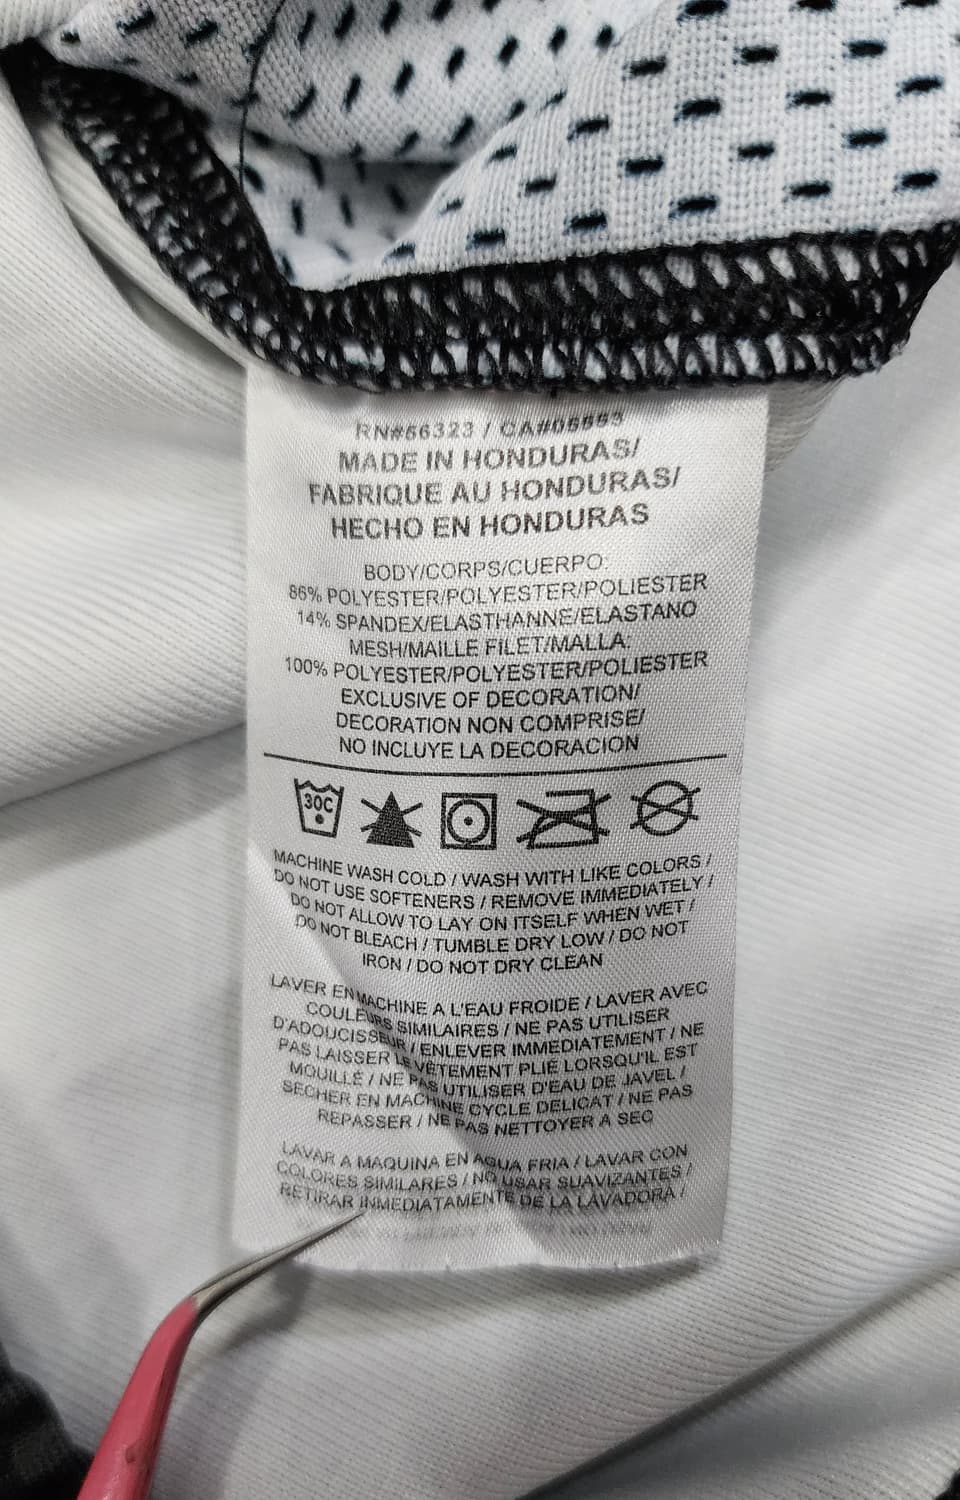 RN#56323 / CA#05553
MADE IN HONDURAS/
FABRIQUE AU HONDURAS/
HECHO EN HONDURAS
BODY/CORPS/CUERPO:
86% POLYESTER/POLYESTER/POLIESTER
14% SPANDEX/ELASTHANNE/ELASTANO
MESH/MAILLE FILET/MALLA:
100% POLYESTER/POLYESTER/POLIESTER
EXCLUSIVE OF DECORATION/
DECORATION NON COMPRISE/
NO INCLUYE LA DECORACION
30C
MACHINE WASH COLD / WASH WITH LIKE COLORS /
DO NOT USE SOFTENERS / REMOVE IMMEDIATELY /
DO NOT ALLOW TO LAY ON ITSELF WHEN WET /
DO NOT BLEACH / TUMBLE DRY LOW / DO NOT
IRON / DO NOT DRY CLEAN
LAVER EN MACHINE A L'EAU FROIDE / LAVER AVEC
COULEURS SIMILAIRES / NE PAS UTILISER
D'ADOUCISSEUR / ENLEVER IMMEDIATEMENT / NE
PAS LAISSER LE VÊTEMENT PLIÉ LORSQU'IL EST
MOUILLÉ / NE PAS UTILISER D'EAU DE JAVEL /
SECHER EN MACHINE CYCLE DELICAT / NE PAS
REPASSER / NE PAS NETTOYER A SEC
LAVAR A MAQUINA EN AGUA FRIA / LAVAR CON
COLORES SIMILARES / NO USAR SUAVIZANTES /
RETIRAR INMEDIATAMENTE DE LA LAVADORA /